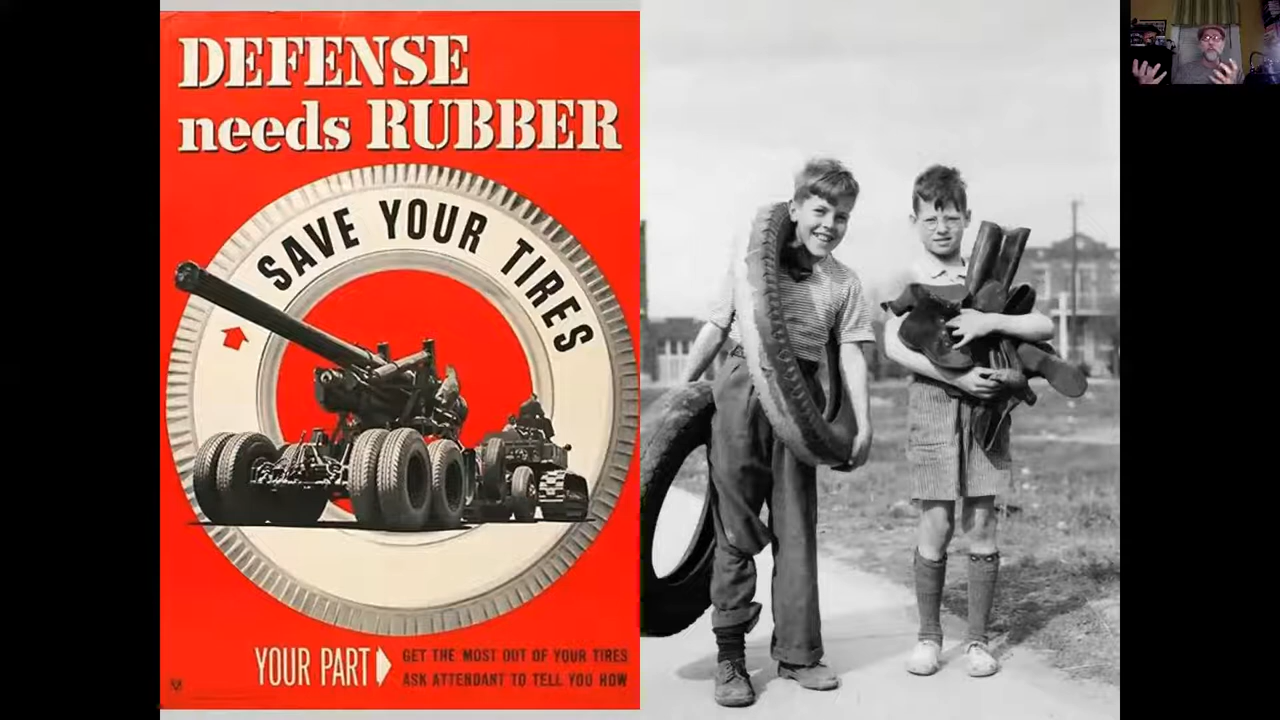 DEFENSE
needs RUBBER
SAVE YOUR TIRES
YOUR PART
GET THE MOST OUT OF YOUR TIRES
ASK ATTENDANT TO TELL YOU HOW